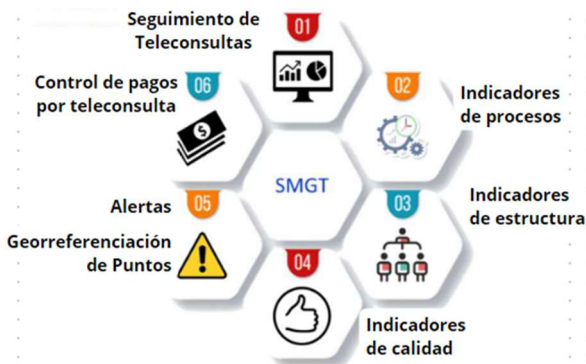 01
Seguimiento de
Teleconsultas
02
Indicadores
de procesos
03
Indicadores
de estructura
04
Indicadores
de calidad
05
Alertas
Georreferenciación
de Puntos
06
Control de pagos
por teleconsulta
$
SMGT